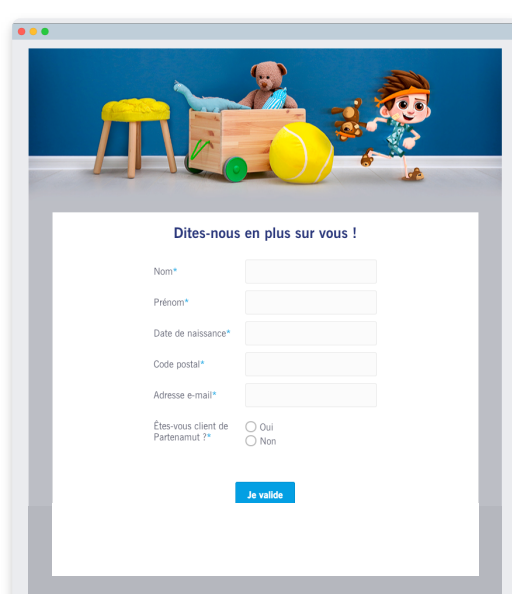 Dites-nous en plus sur vous !
Nom*
Prénom*
Date de naissance*
Code postal*
Adresse e-mail*
Êtes-vous client de
Partenamut ?*
Oui
Non
Je valide